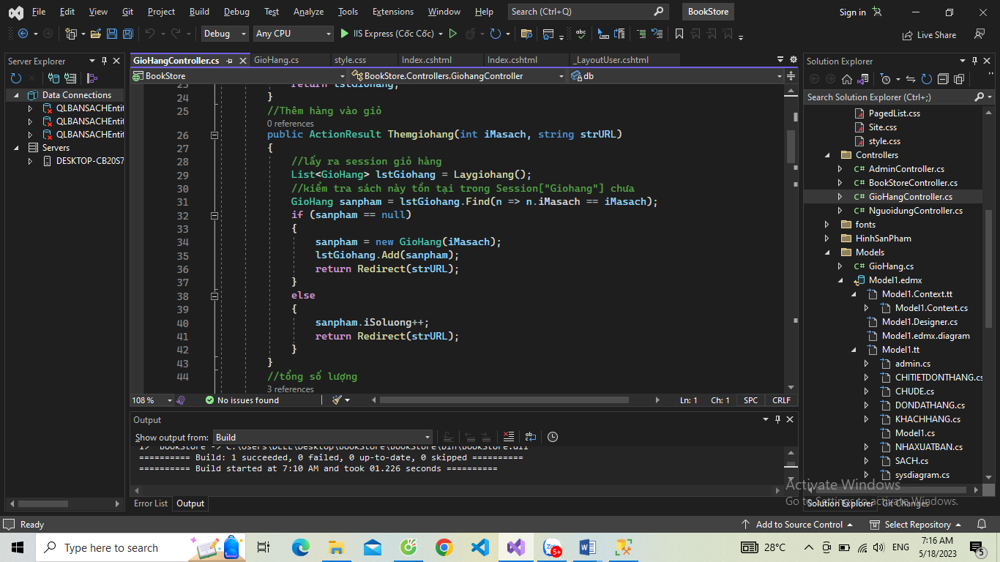 File Edit View Git Project Build Debug Test Analyze Tools Extensions Window Help Search (Ctrl+Q) BookStore Sign in
Debug Any CPU IIS Express (Cốc Cốc) Live Share
Server Explorer
Data Connections
QLBANSACHEntit
QLBANSACHEntit
QLBANSACHEntit
Servers
DESKTOP-CB20S7
GioHangController.cs GioHang.cs style.css Index.cshtml Index.cshtml _LayoutUser.cshtml
BookStore BookStore.Controllers.GiohangController db
23 return lstGiohang;
24 }
25 //Thêm hàng vào giỏ
0 references
26 public ActionResult Themgiohang(int iMasach, string strURL)
27 {
28 //lấy ra session giỏ hàng
29 List<GioHang> lstGiohang = Laygiohang();
30 //kiểm tra sách này tồn tại trong Session["Giohang"] chưa
31 GioHang sanpham = lstGiohang.Find(n => n.iMasach == iMasach);
32 if (sanpham == null)
33 {
34 sanpham = new GioHang(iMasach);
35 lstGiohang.Add(sanpham);
36 return Redirect(strURL);
37 }
38 else
39 {
40 sanpham.iSoluong++;
41 return Redirect(strURL);
42 }
43 }
44 //tổng số lượng
3 references
108 % No issues found Ln: 1 Ch: 1 SPC CRLF
Output
Show output from: Build
1> BookStore -> C:\Users\DELL\Desktop\BookStore\BookStore\bin\BookStore.dll
========== Build: 1 succeeded, 0 failed, 0 up-to-date, 0 skipped ==========
========== Build started at 7:10 AM and took 01.226 seconds ==========
Error List Output
Solution Explorer
Search Solution Explorer (Ctrl+;)
PagedList.css
Site.css
style.css
Controllers
C# AdminController.cs
C# BookStoreController.cs
C# GioHangController.cs
C# NguoidungController.cs
fonts
HinhSanPham
Models
C# GioHang.cs
Model1.edmx
Model1.Context.tt
Model1.Context.cs
Model1.Designer.cs
Model1.edmx.diagram
Model1.tt
admin.cs
CHITIETDONTHANG.cs
CHUDE.cs
DONDATHANG.cs
KHACHHANG.cs
Model1.cs
NHAXUATBAN.cs
SACH.cs
sysdiagram.cs
Activate Windows
Go to Settings to activate Windows.
Solution Explorer Git Changes
Ready Add to Source Control Select Repository
Type here to search 5+ 28°C ENG 7:16 AM 5/18/2023 5